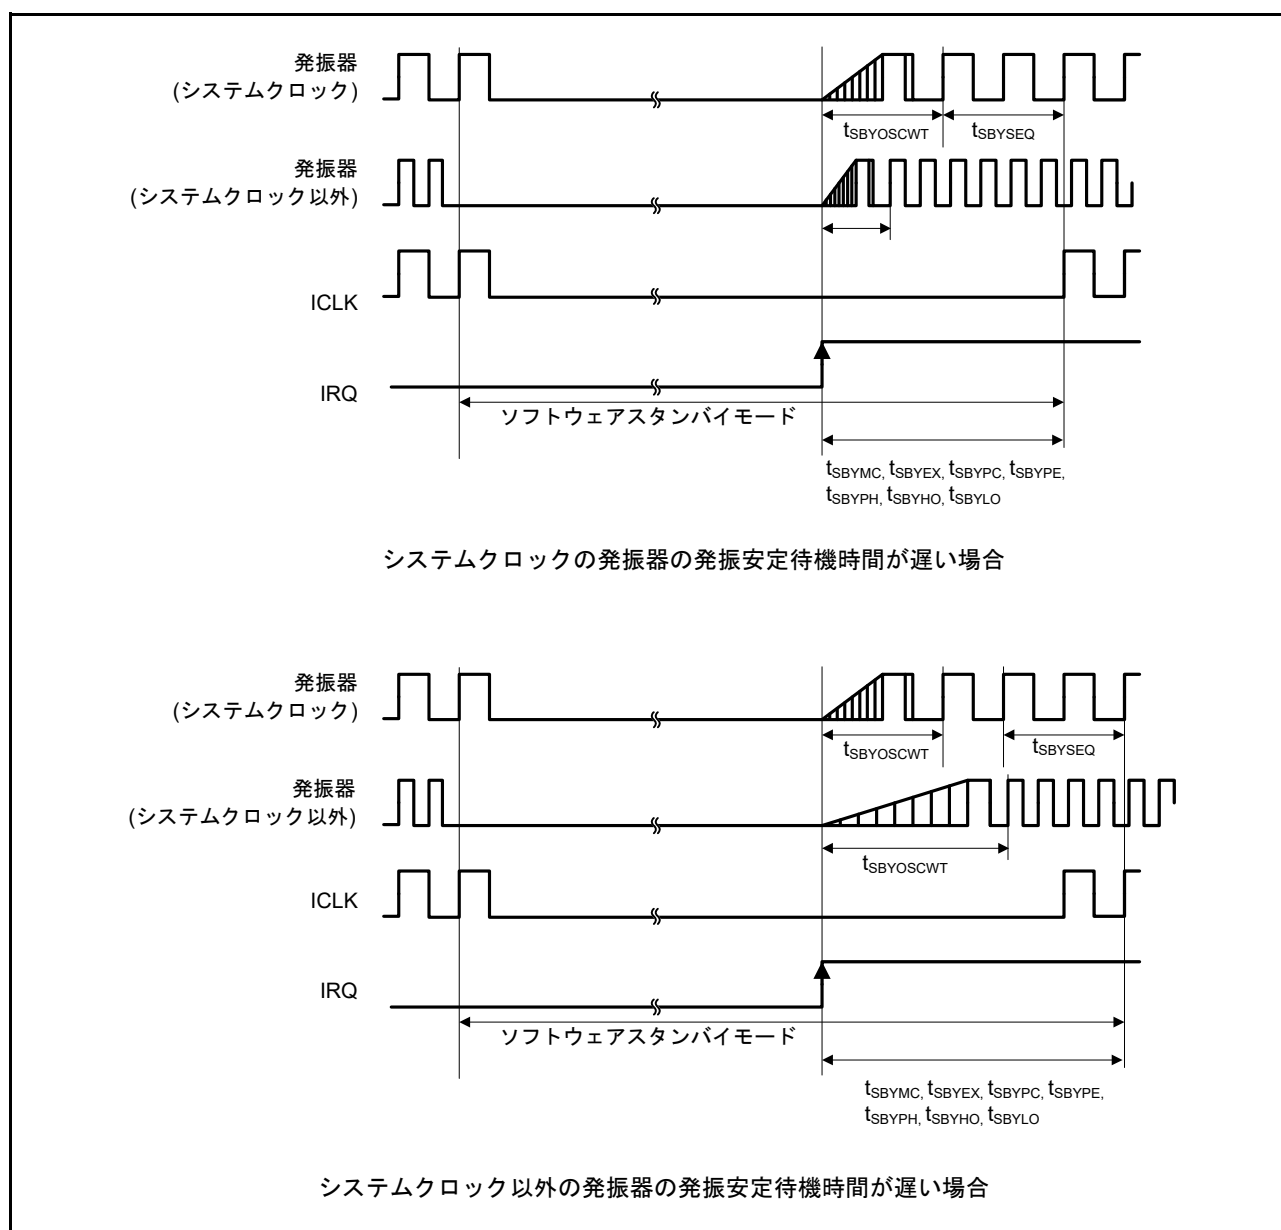 発振器
(システムクロック)
tSBYOSCWT
tSBYSEQ
発振器
(システムクロック以外)
ICLK
IRQ
ソフトウェアスタンバイモード
tSBYMC, tSBYEX, tSBYPC, tSBYPE,
tSBYPH, tSBYHO, tSBYLO
システムクロックの発振器の発振安定待機時間が遅い場合
発振器
(システムクロック)
tSBYOSCWT
tSBYSEQ
発振器
(システムクロック以外)
tSBYOSCWT
ICLK
IRQ
ソフトウェアスタンバイモード
tSBYMC, tSBYEX, tSBYPC, tSBYPE,
tSBYPH, tSBYHO, tSBYLO
システムクロック以外の発振器の発振安定待機時間が遅い場合